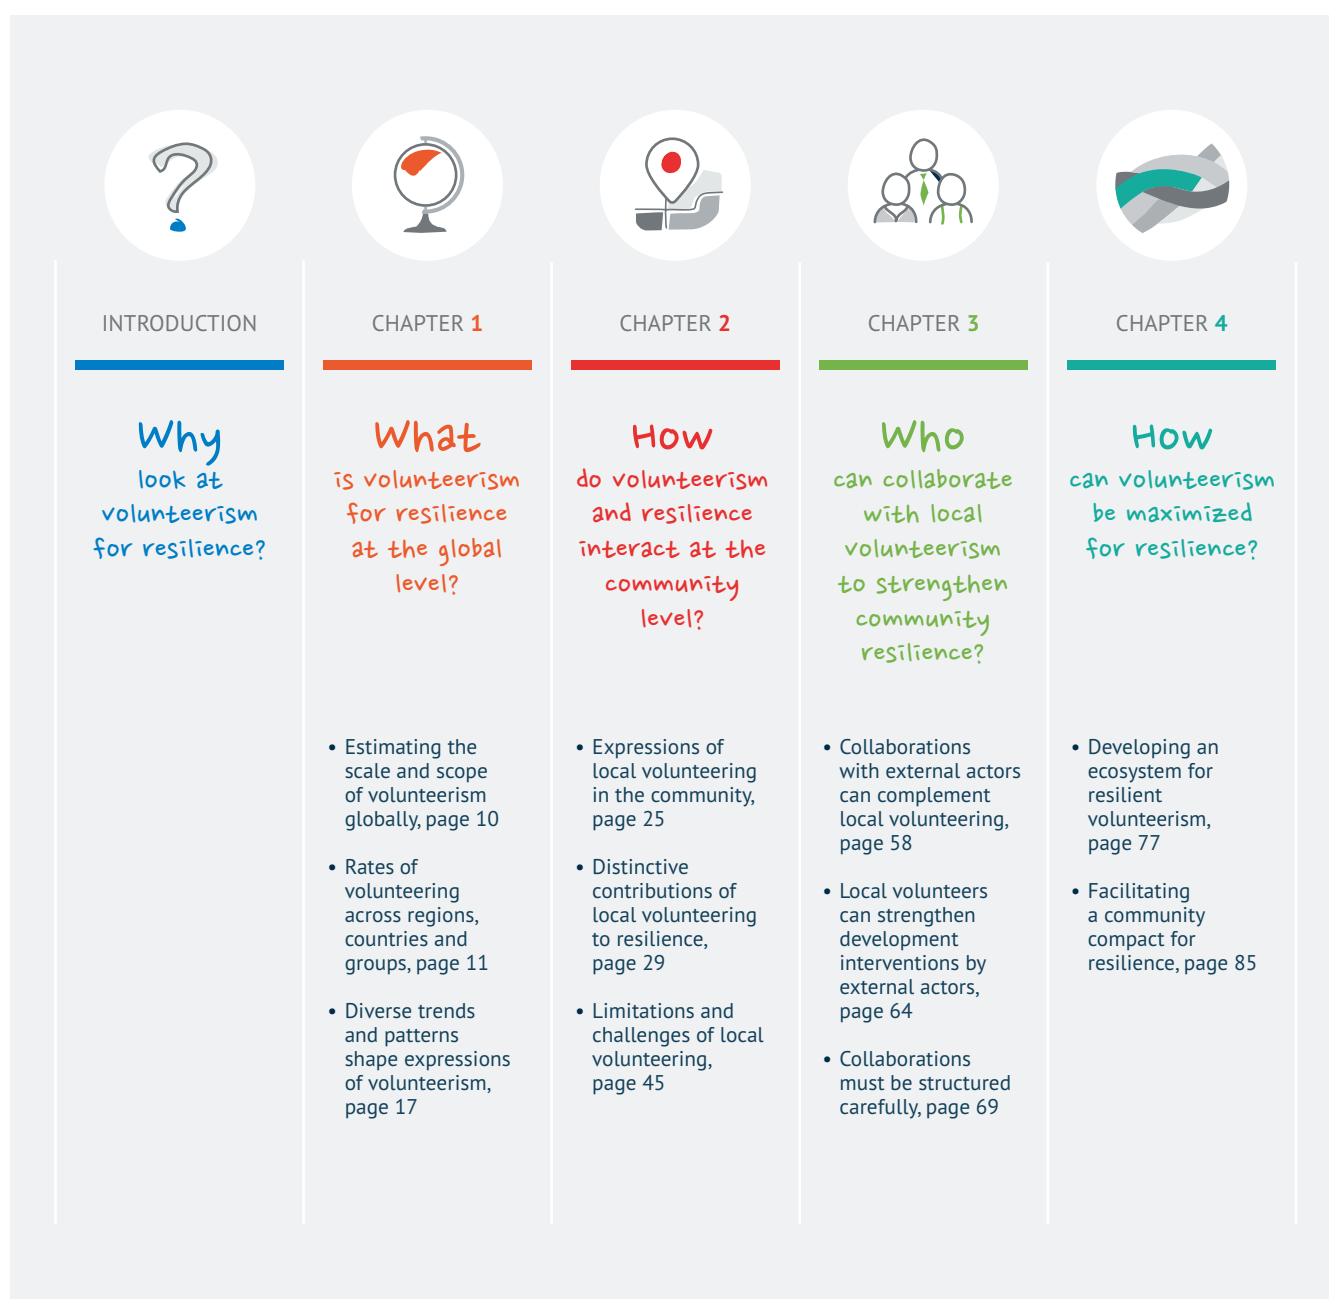 INTRODUCTION
Why
look at
volunteerism
for resilience?
CHAPTER 1
What
is volunteerism
for resilience
at the global
level?
• Estimating the
scale and scope
of volunteerism
globally, page 10
• Rates of
volunteering
across regions,
countries and
groups, page 11
• Diverse trends
and patterns
shape expressions
of volunteerism,
page 17
CHAPTER 2
How
do volunteerism
and resilience
interact at the
community
level?
• Expressions of
local volunteering
in the community,
page 25
• Distinctive
contributions of
local volunteering
to resilience,
page 29
• Limitations and
challenges of local
volunteering,
page 45
CHAPTER 3
Who
can collaborate
with local
volunteerism
to strengthen
community
resilience?
• Collaborations
with external actors
can complement
local volunteering,
page 58
• Local volunteers
can strengthen
development
interventions by
external actors,
page 64
• Collaborations
must be structured
carefully, page 69
CHAPTER 4
How
can volunteerism
be maximized
for resilience?
• Developing an
ecosystem for
resilient
volunteerism,
page 77
• Facilitating
a community
compact for
resilience, page 85